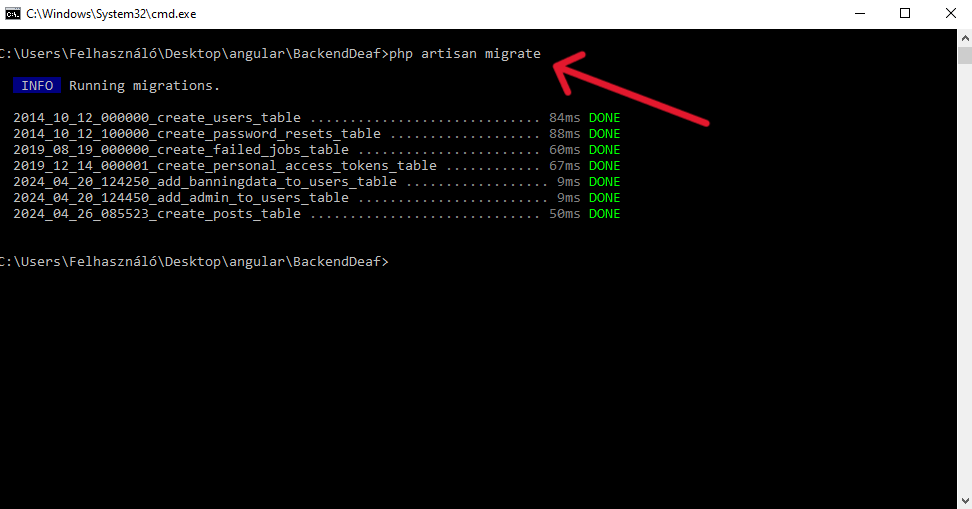 C:\Windows\System32\cmd.exe
C:\Users\Felhasználó\Desktop\angular\BackendDeaf>php artisan migrate
INFO Running migrations.
2014_10_12_000000_create_users_table ............................. 84ms DONE
2014_10_12_100000_create_password_resets_table ................... 88ms DONE
2019_08_19_000000_create_failed_jobs_table ....................... 60ms DONE
2019_12_14_000001_create_personal_access_tokens_table ............ 67ms DONE
2024_04_20_124250_add_banningdata_to_users_table .................. 9ms DONE
2024_04_20_124450_add_admin_to_users_table ........................ 9ms DONE
2024_04_26_085523_create_posts_table ............................. 50ms DONE
C:\Users\Felhasználó\Desktop\angular\BackendDeaf>